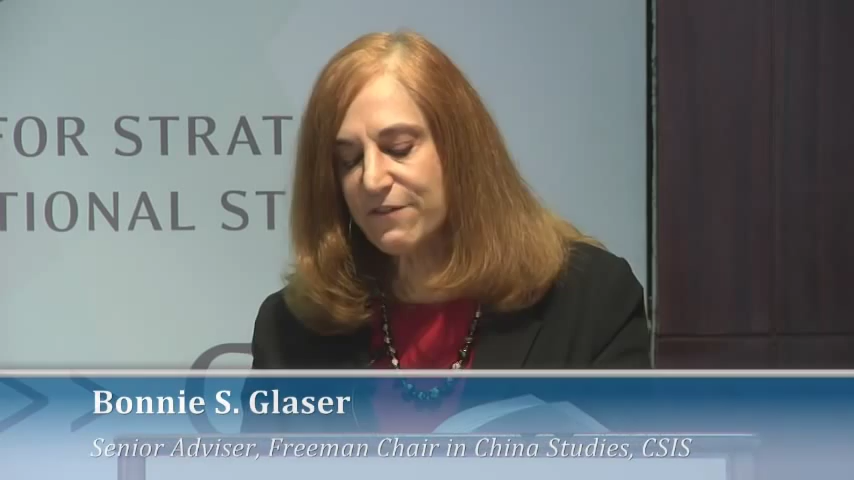 FOR STRAT
TIONAL ST
Bonnie S. Glaser
Senior Adviser, Freeman Chair in China Studies, CSIS